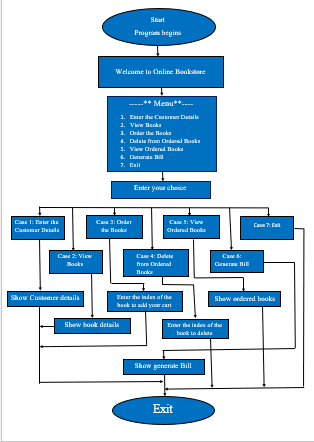 Start
Program begins
Welcome to Online Bookstore
-----** Menu**----
1. Enter the Customer Details
2. View Books
3. Order the Books
4. Delete from Ordered Books
5. View Ordered Books
6. Generate Bill
7. Exit
Enter your choice
Case 1: Enter the
Customer Details
Case 3: Order
the Books
Case 5: View
Ordered Books
Case 7: Exit
Case 2: View
Books
Case 4: Delete
from Ordered
Books
Case 6:
Generate Bill
Show Customer details
Enter the index of the
book to add your cart
Show ordered books
Show book details
Enter the index of the
book to delete
Show generate Bill
Exit